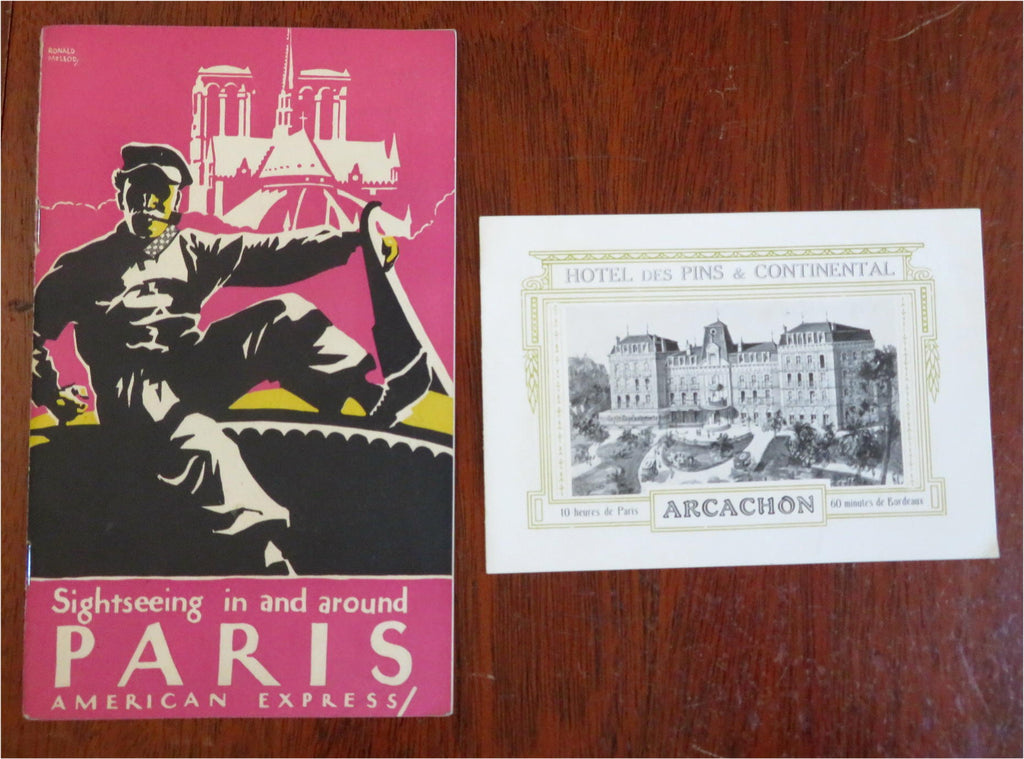 RONALD
McLEOD,
Sightseeing in and around
PARIS
AMERICAN EXPRESS/
HOTEL DES PINS & CONTINENTAL
10 heures de Paris
ARCACHON
60 minutes de Bordeaux